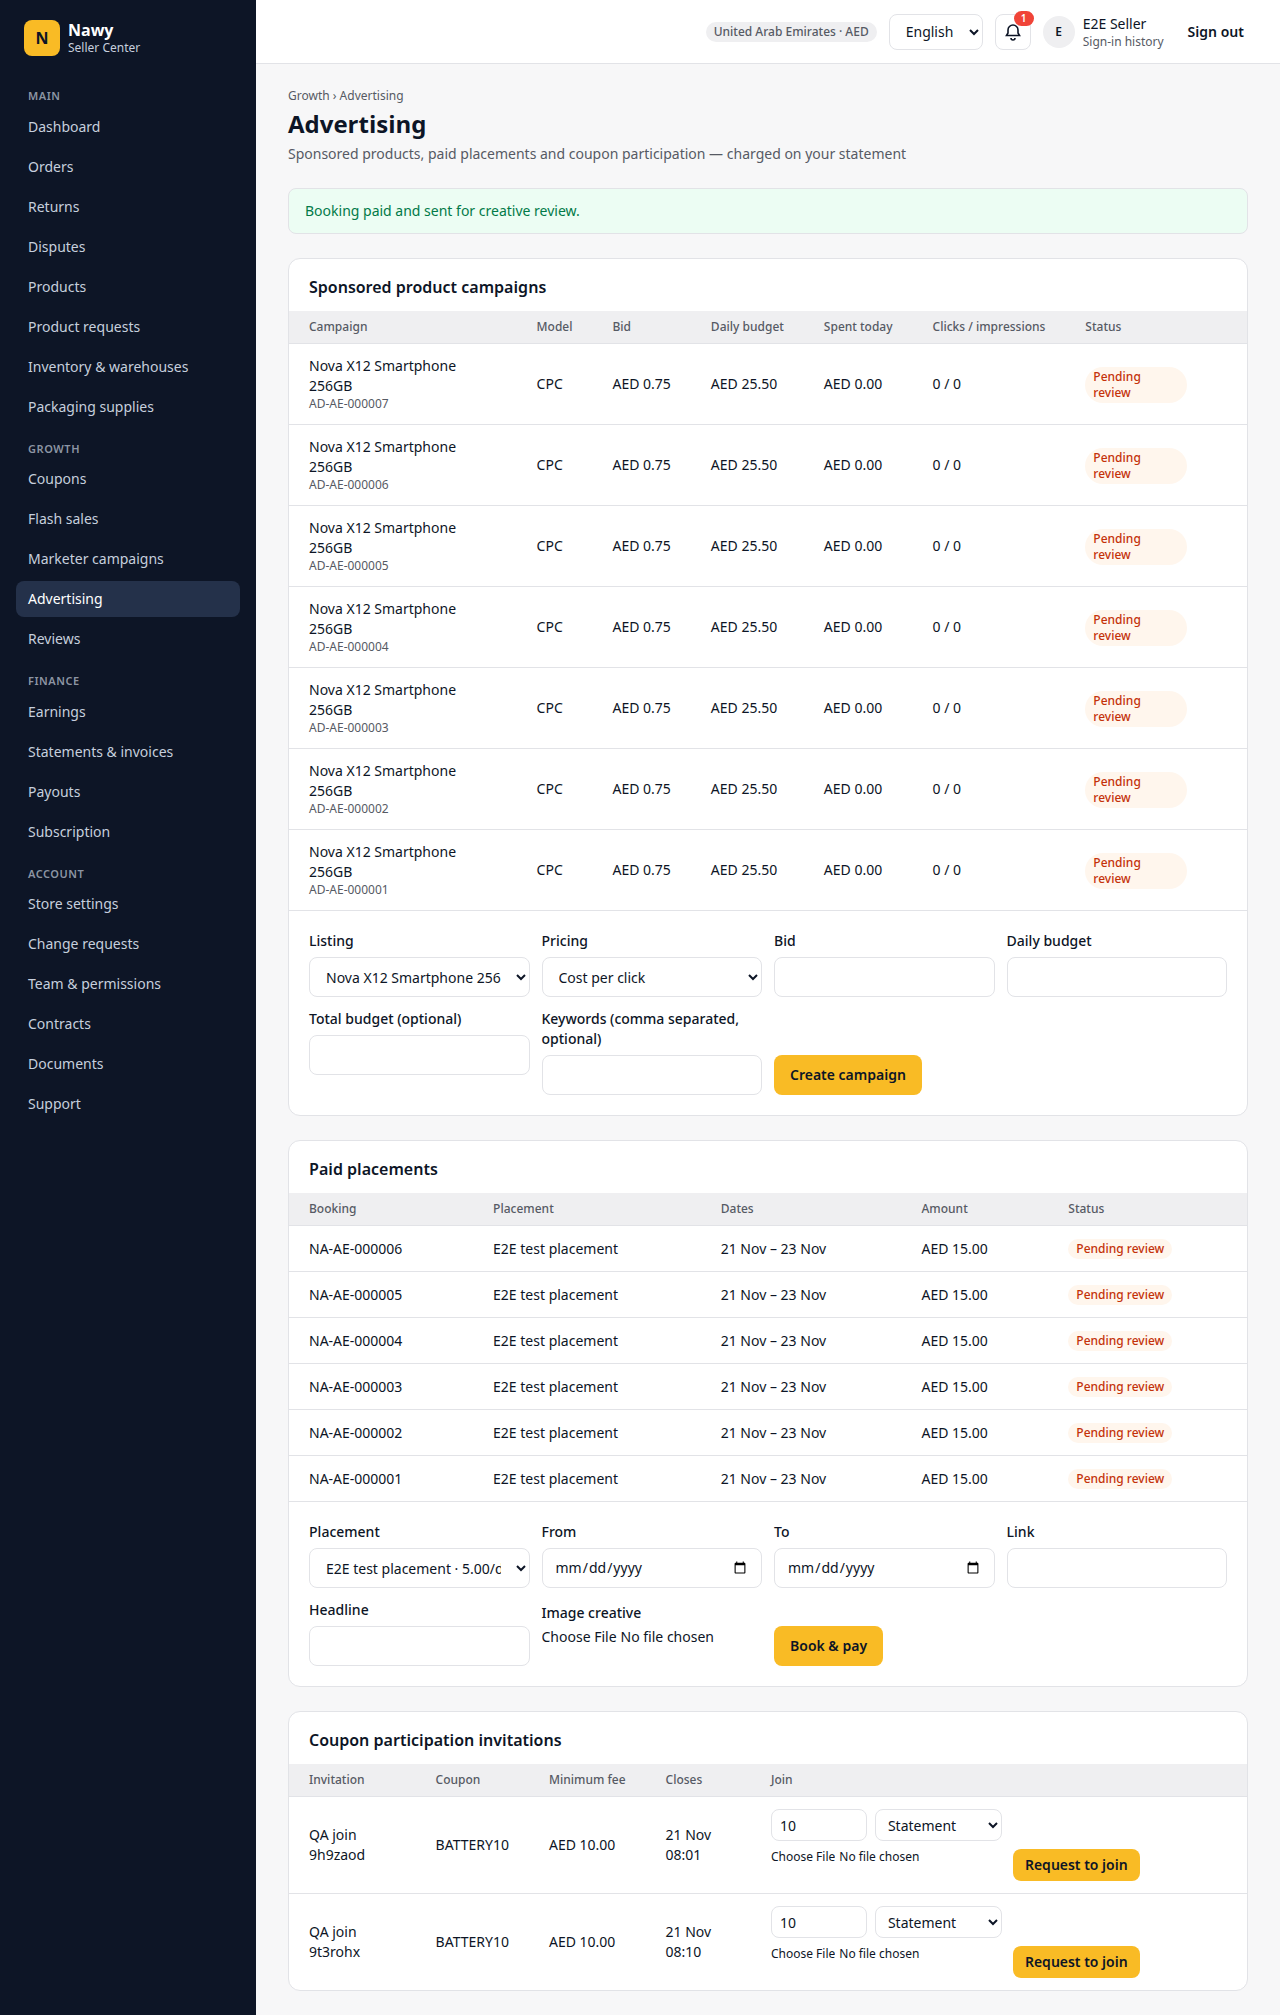 N
Nawy
Seller Center
MAIN
Dashboard
Orders
Returns
Disputes
Products
Product requests
Inventory & warehouses
Packaging supplies
GROWTH
Coupons
Flash sales
Marketer campaigns
Advertising
Reviews
FINANCE
Earnings
Statements & invoices
Payouts
Subscription
ACCOUNT
Store settings
Change requests
Team & permissions
Contracts
Documents
Support
United Arab Emirates · AED
English
1
E
E2E Seller
Sign-in history
Sign out
Growth › Advertising
Advertising
Sponsored products, paid placements and coupon participation — charged on your statement
Booking paid and sent for creative review.
Sponsored product campaigns
Campaign Model Bid Daily budget Spent today Clicks / impressions Status
Nova X12 Smartphone 256GB
AD-AE-000007
CPC AED 0.75 AED 25.50 AED 0.00 0 / 0 Pending review
Nova X12 Smartphone 256GB
AD-AE-000006
CPC AED 0.75 AED 25.50 AED 0.00 0 / 0 Pending review
Nova X12 Smartphone 256GB
AD-AE-000005
CPC AED 0.75 AED 25.50 AED 0.00 0 / 0 Pending review
Nova X12 Smartphone 256GB
AD-AE-000004
CPC AED 0.75 AED 25.50 AED 0.00 0 / 0 Pending review
Nova X12 Smartphone 256GB
AD-AE-000003
CPC AED 0.75 AED 25.50 AED 0.00 0 / 0 Pending review
Nova X12 Smartphone 256GB
AD-AE-000002
CPC AED 0.75 AED 25.50 AED 0.00 0 / 0 Pending review
Nova X12 Smartphone 256GB
AD-AE-000001
CPC AED 0.75 AED 25.50 AED 0.00 0 / 0 Pending review
Listing Pricing Bid Daily budget
Nova X12 Smartphone 256 Cost per click
Total budget (optional) Keywords (comma separated, optional)
Create campaign
Paid placements
Booking Placement Dates Amount Status
NA-AE-000006 E2E test placement 21 Nov – 23 Nov AED 15.00 Pending review
NA-AE-000005 E2E test placement 21 Nov – 23 Nov AED 15.00 Pending review
NA-AE-000004 E2E test placement 21 Nov – 23 Nov AED 15.00 Pending review
NA-AE-000003 E2E test placement 21 Nov – 23 Nov AED 15.00 Pending review
NA-AE-000002 E2E test placement 21 Nov – 23 Nov AED 15.00 Pending review
NA-AE-000001 E2E test placement 21 Nov – 23 Nov AED 15.00 Pending review
Placement From To Link
E2E test placement · 5.00/d mm/dd/yyyy mm/dd/yyyy
Headline Image creative
Choose File No file chosen Book & pay
Coupon participation invitations
Invitation Coupon Minimum fee Closes Join
QA join 9h9zaod BATTERY10 AED 10.00 21 Nov 08:01 10 Statement
Choose File No file chosen Request to join
QA join 9t3rohx BATTERY10 AED 10.00 21 Nov 08:10 10 Statement
Choose File No file chosen Request to join